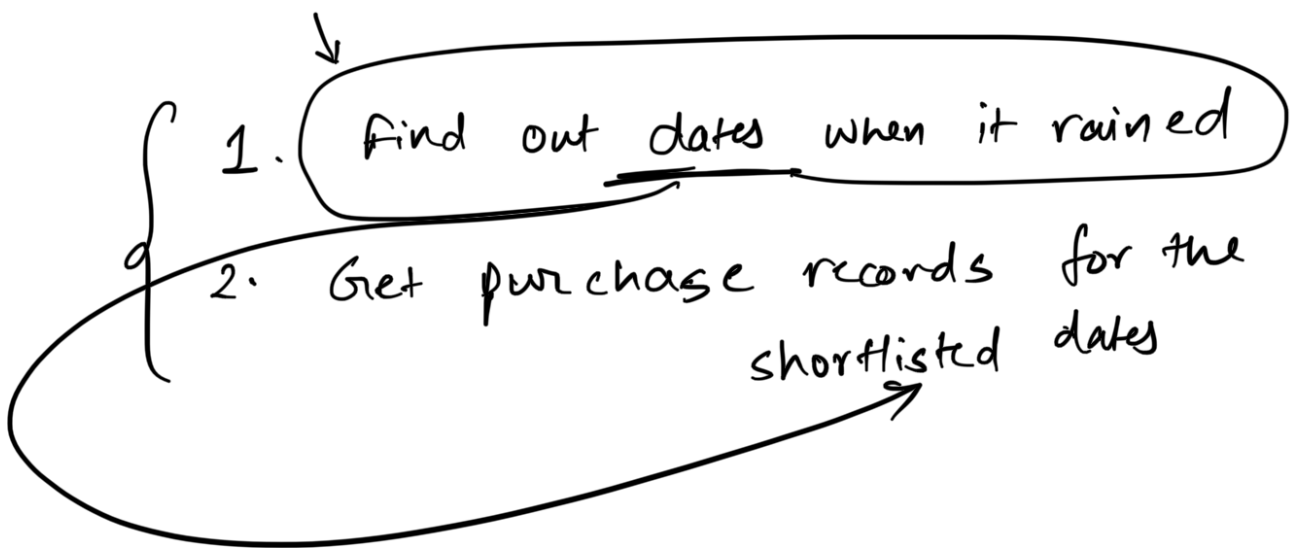 1. Find out dates when it rained
2. Get purchase records for the
shortlisted dates